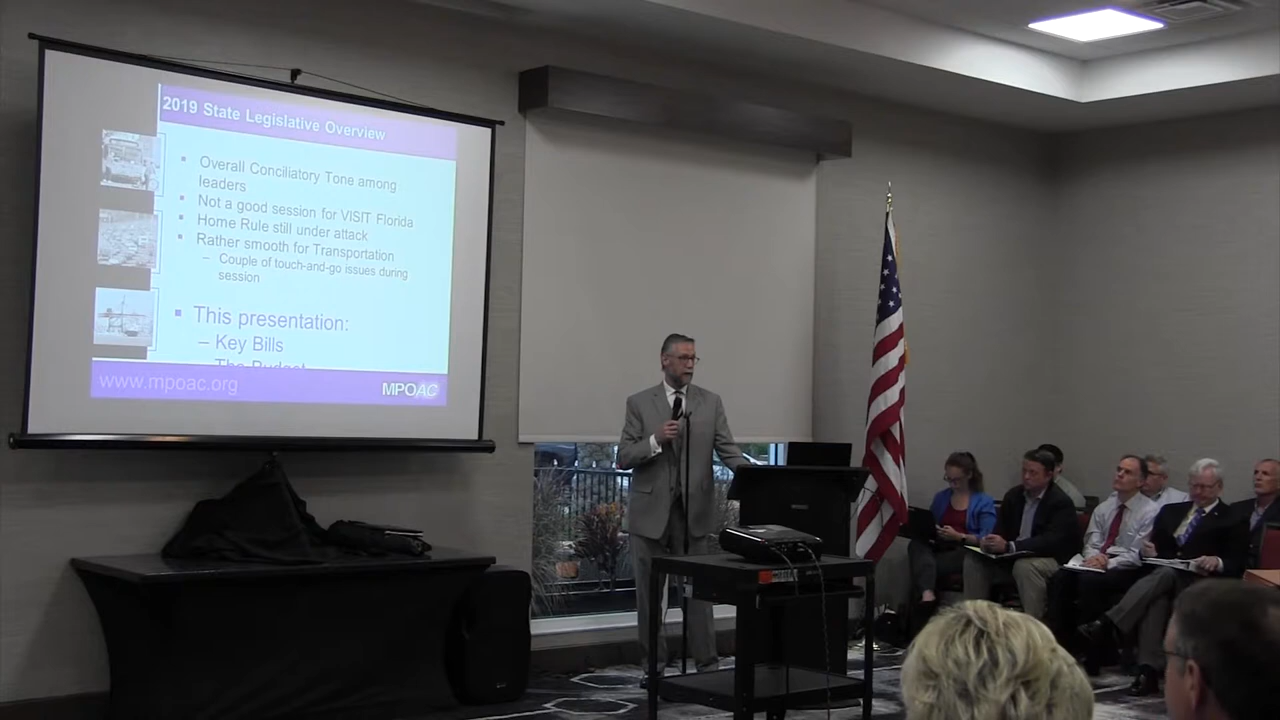 2019 State Legislative Overview
▪ Overall Conciliatory Tone among
leaders
▪ Not a good session for VISIT Florida
▪ Home Rule still under attack
▪ Rather smooth for Transportation
– Couple of touch-and-go issues during
session
▪ This presentation:
– Key Bills
– The Budget
www.mpoac.org
MPOAC